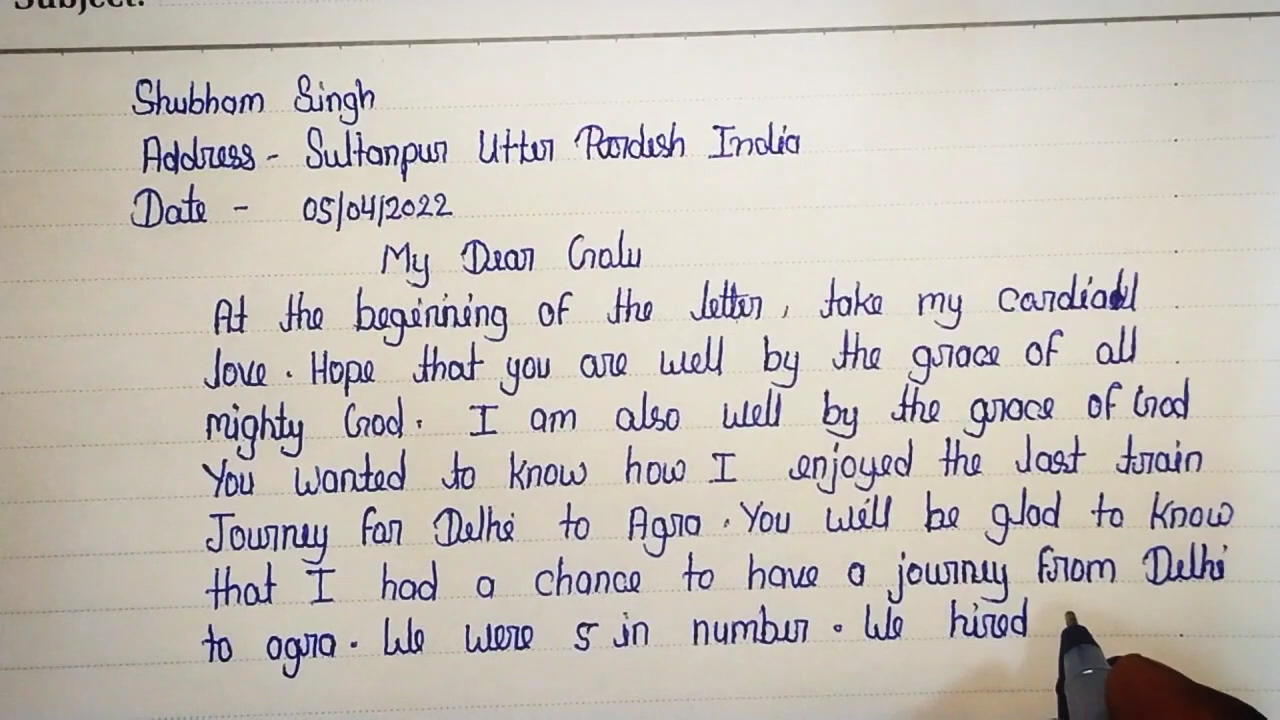 Subject:
Shubham Singh
Address - Sultanpur Utter Pardesh India
Date - 05/04/2022
My Dear Golu
At the beginning of the letter, take my cardiadl
love. Hope that you are well by the grace of all
mighty God. I am also well by the grace of God
You wanted to know how I enjoyed the last train
Journey for Delhi to Agra. You will be glad to know
that I had a chance to have a journey from Delhi
to agra. We were 5 in number. We hired